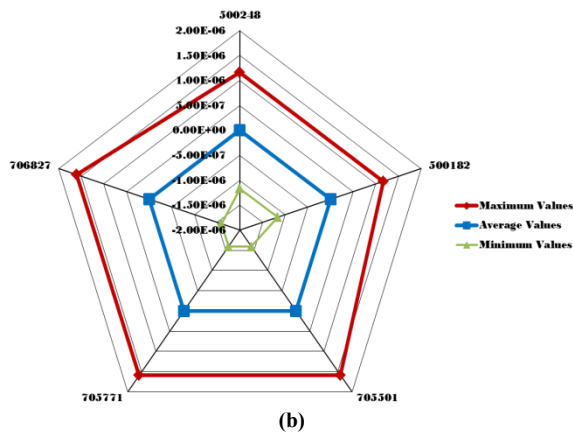 500248
2.00E-06
1.50E-06
1.00E-06
5.00E-07
0.00E+00
-5.00E-07
-1.00E-06
-1.50E-06
-2.00E-06
706827
500182
Maximum Values
Average Values
Minimum Values
705771
705501
(b)